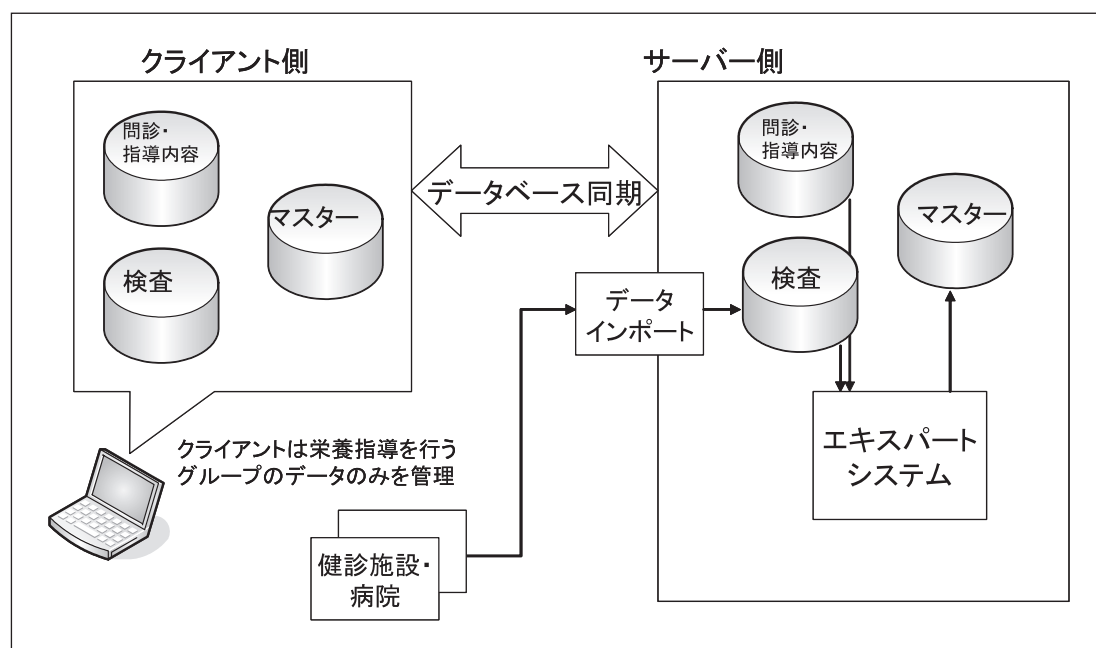 クライアント側
問診・
指導内容
マスター
検査
クライアントは栄養指導を行う
グループのデータのみを管理
データベース同期
健診施設・
病院
データ
インポート
サーバー側
問診・
指導内容
マスター
検査
エキスパート
システム